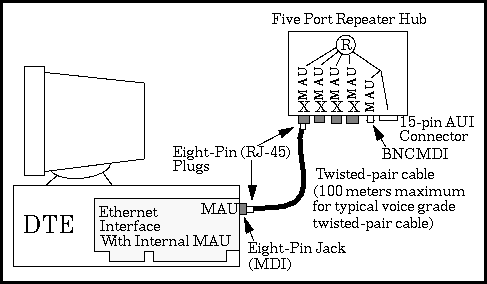 Five Port Repeater Hub
R
MAU
MAU
MAU
MAU
MAU
X
X
X
X
15-pin AUI
Connector
BNCMDI
Eight-Pin (RJ-45)
Plugs
Twisted-pair cable
(100 meters maximum
for typical voice grade
twisted-pair cable)
DTE
MAU
Ethernet
Interface
With Internal MAU
Eight-Pin Jack
(MDI)